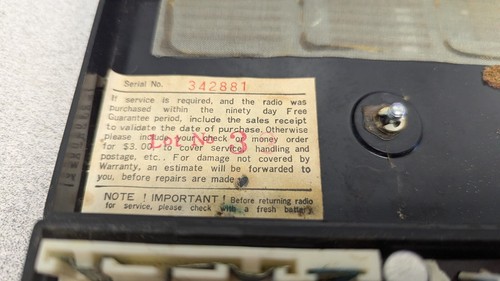 Serial No. 342881
If service is required, and the radio was
purchased within the ninety day Free
Guarantee period, include the sales receipt
to validate the date of purchase. Otherwise
please include your check or money order
for $3.00, to cover service, handling and
Lot No 3
postage, etc.. For damage not covered by
Warranty, an estimate will be forwarded to
you, before repairs are made
NOTE ! IMPORTANT ! Before returning radio
for service, please check with a fresh battery